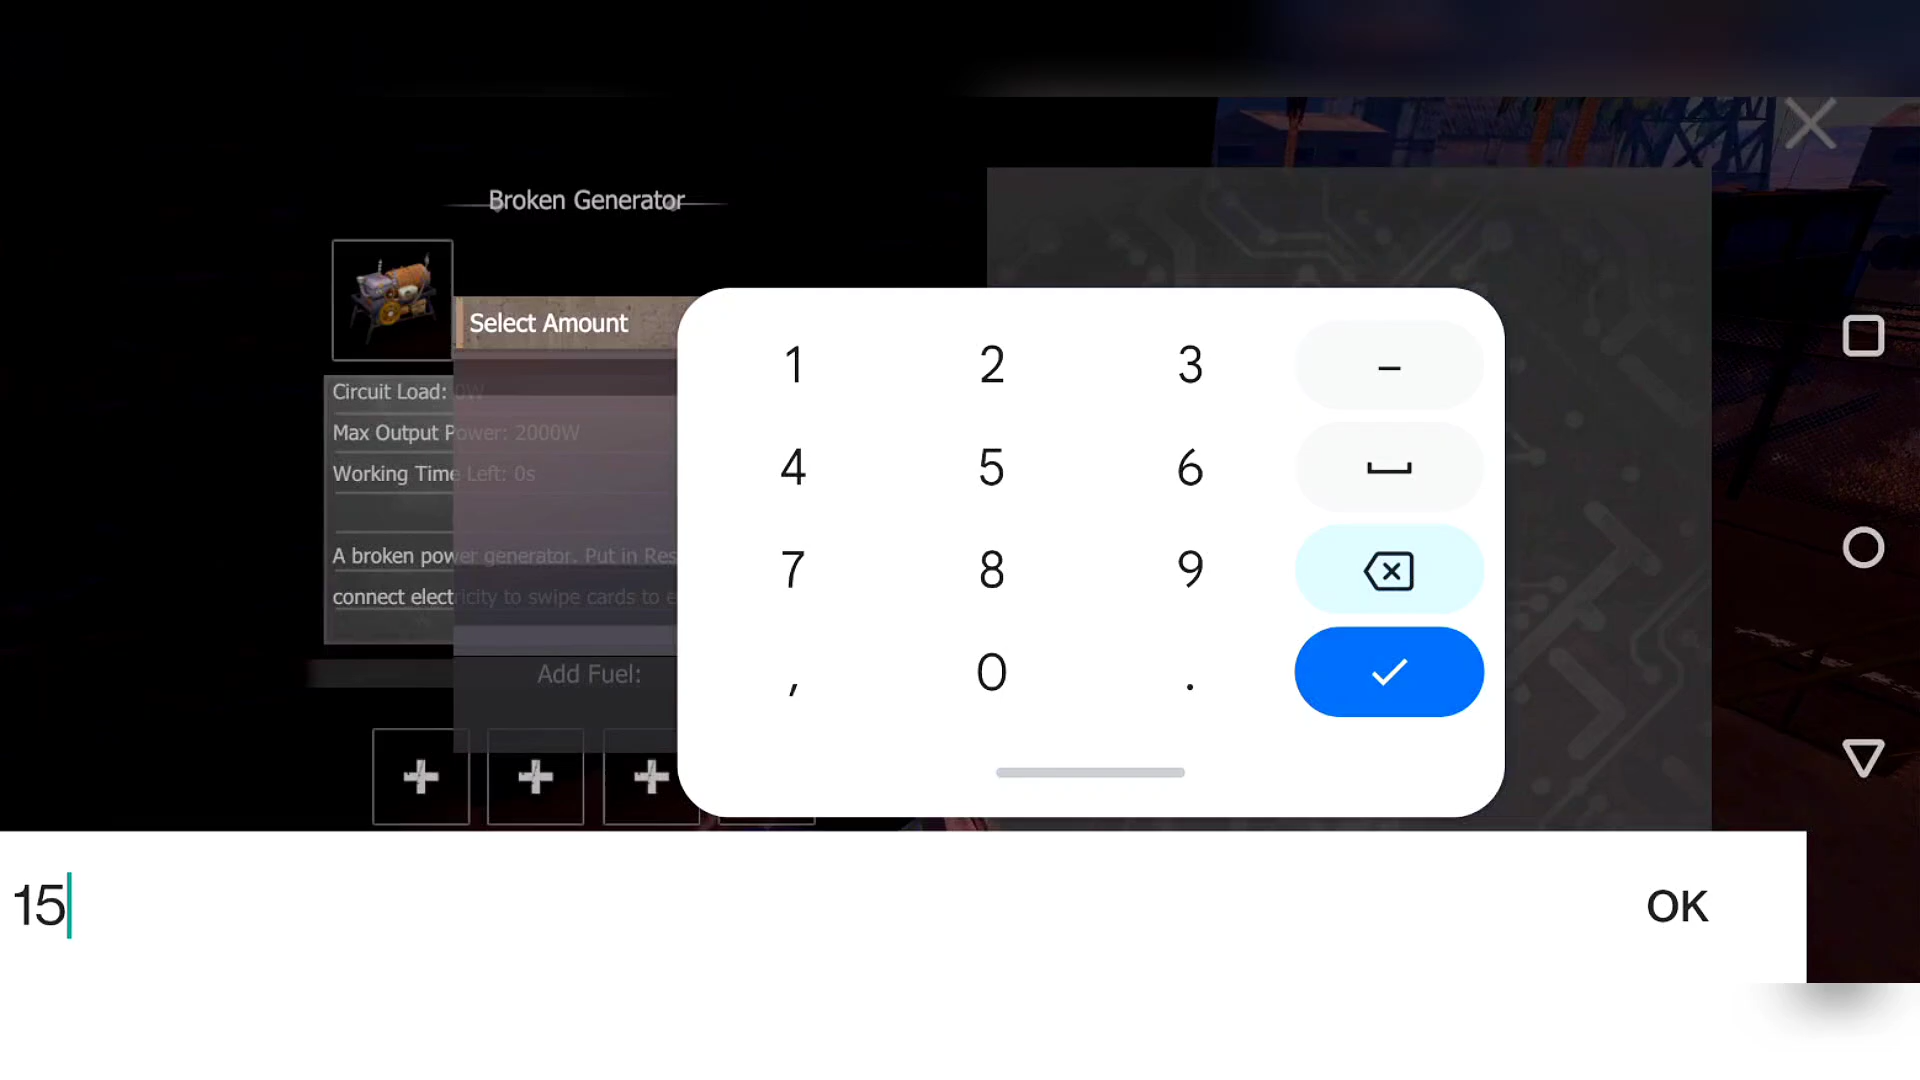 Broken Generator
Select Amount
Circuit Load: 0W
Max Output Power: 2000W
Working Time Left: 0s
A broken power generator. Put in Res
connect electricity to swipe cards to e
Add Fuel:
1 2 3 –
4 5 6
7 8 9
, 0 .
15
OK